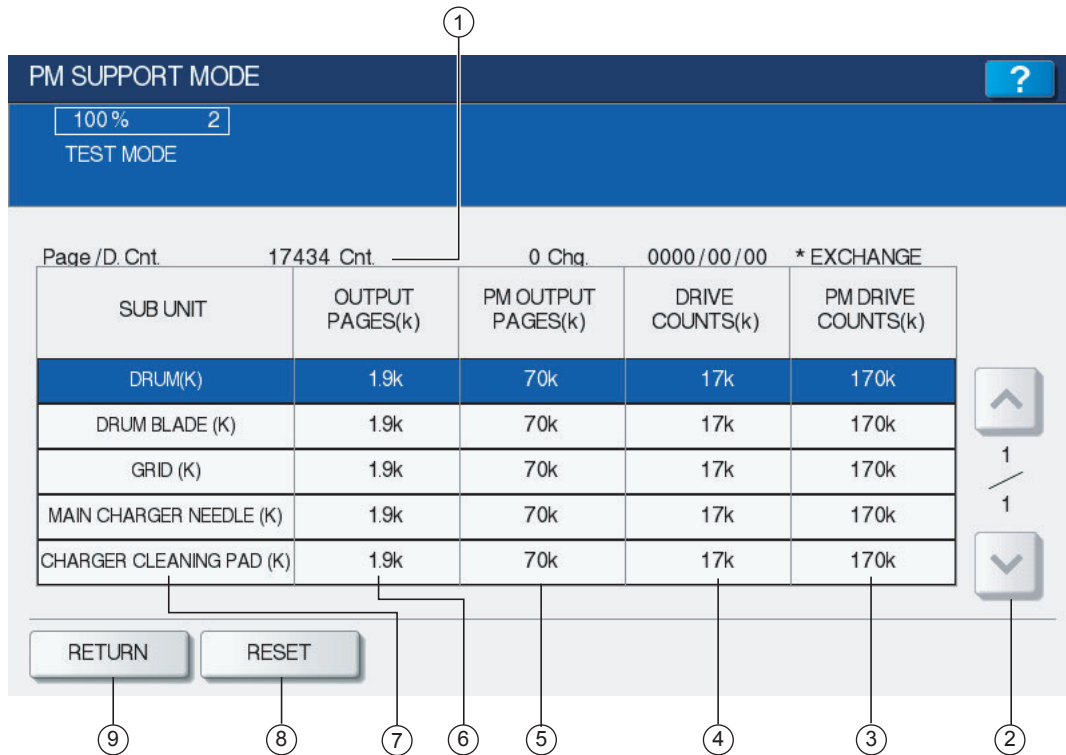 1
PM SUPPORT MODE ?
100% 2
TEST MODE
Page /D. Cnt. 17434 Cnt. 0 Chg. 0000/00/00 * EXCHANGE
SUB UNIT OUTPUT PAGES(k) PM OUTPUT PAGES(k) DRIVE COUNTS(k) PM DRIVE COUNTS(k)
DRUM(K) 1.9k 70k 17k 170k
DRUM BLADE (K) 1.9k 70k 17k 170k
GRID (K) 1.9k 70k 17k 170k
MAIN CHARGER NEEDLE (K) 1.9k 70k 17k 170k
CHARGER CLEANING PAD (K) 1.9k 70k 17k 170k
1
1
RETURN RESET
9 8 7 6 5 4 3 2